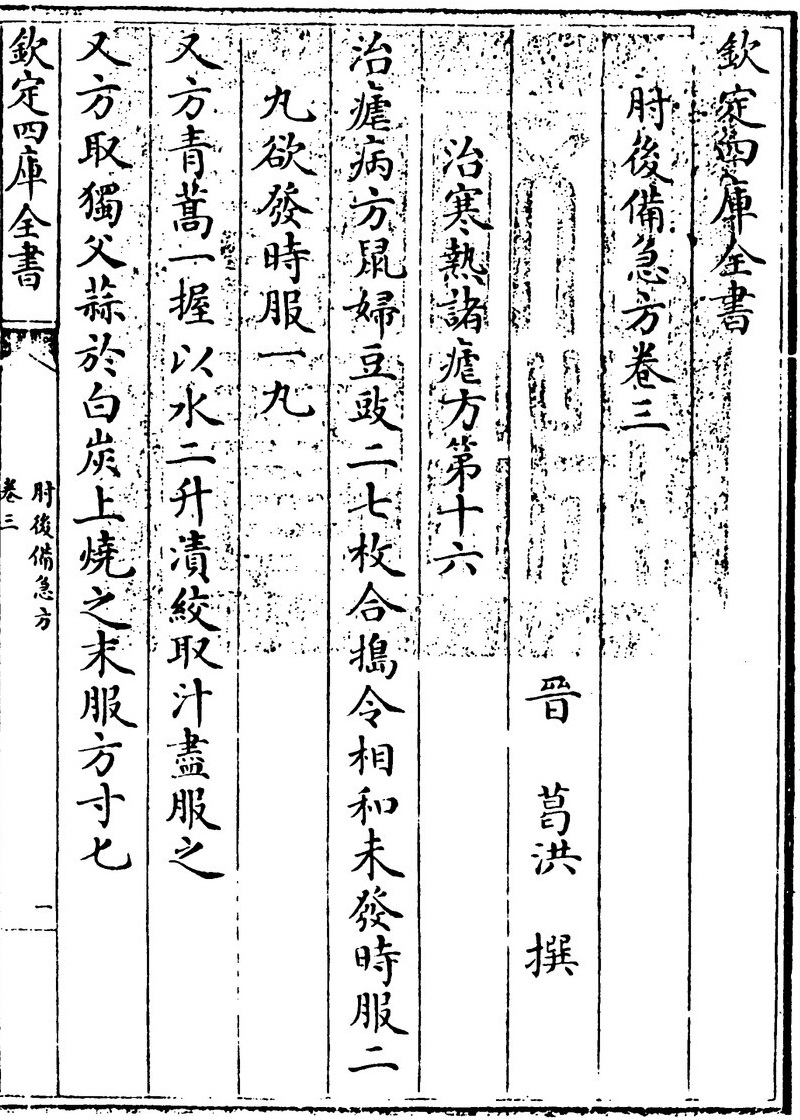 欽定四庫全書
肘後備急方卷三
晉 葛洪 撰
治寒熱諸瘧方第十六
治瘧病方鼠婦豆豉二七枚合搗令相和未發時服二
丸欲發時服一丸
又方青蒿一握以水二升漬絞取汁盡服之
又方取獨父蒜於白炭上燒之末服方寸匕
欽定四庫全書
肘後備急方
卷三
一